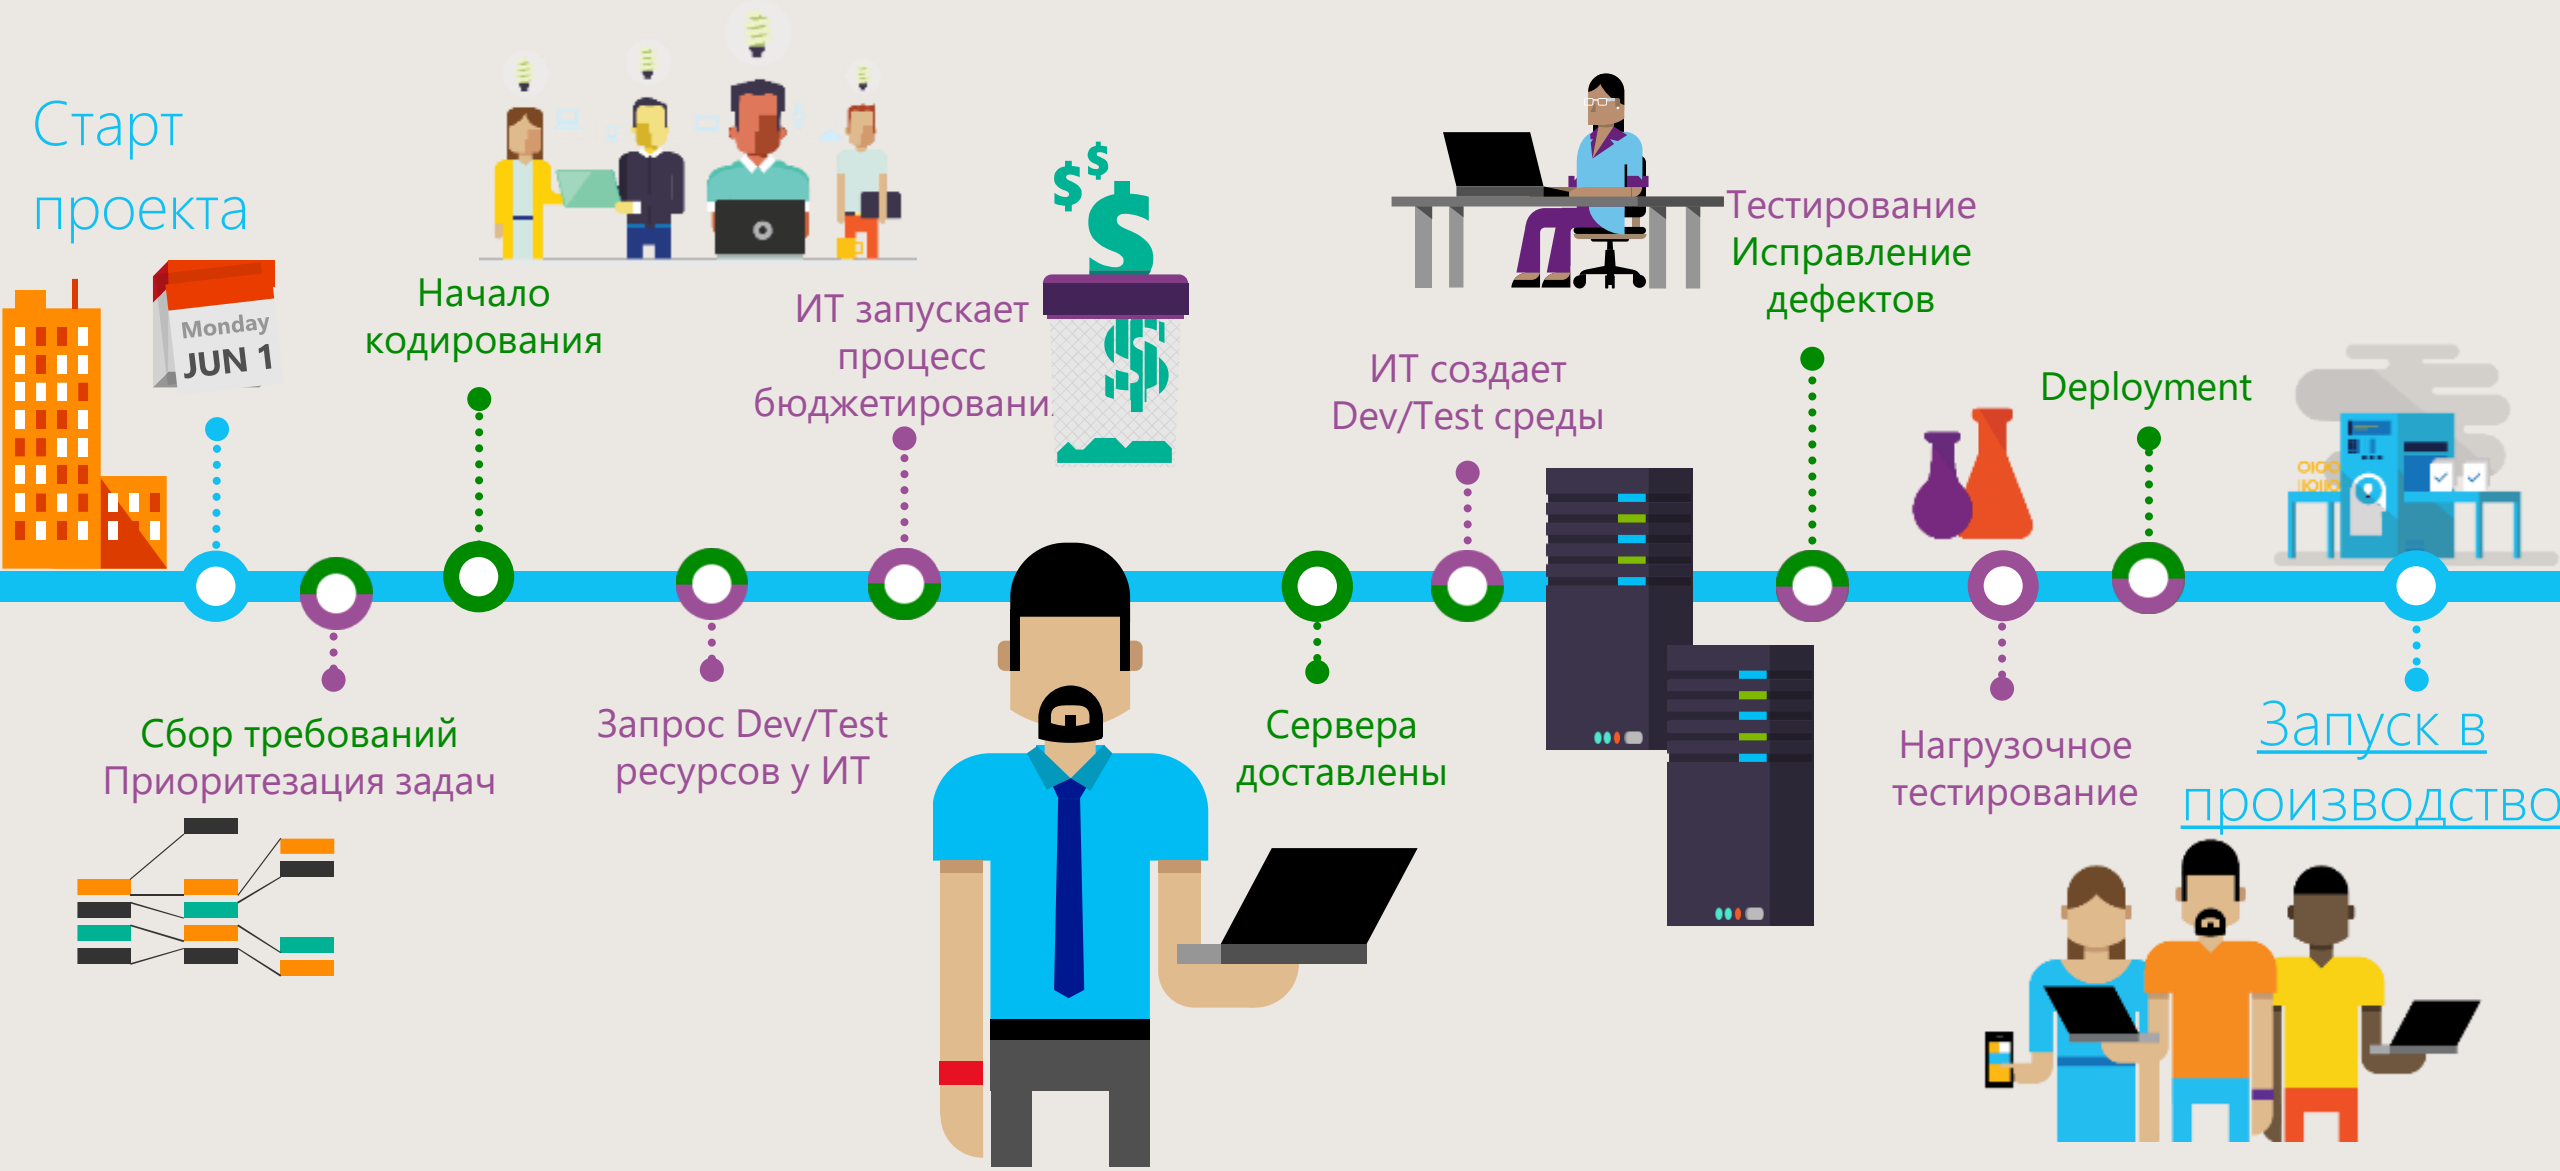 Старт
проекта
Monday
JUN 1
Сбор требований
Приоритезация задач
Начало
кодирования
Запрос Dev/Test
ресурсов у ИТ
ИТ запускает
процесс
бюджетировани
$
$
$
$
Сервера
доставлены
ИТ создает
Dev/Test среды
Тестирование
Исправление
дефектов
Нагрузочное
тестирование
Deployment
Запуск в
производство